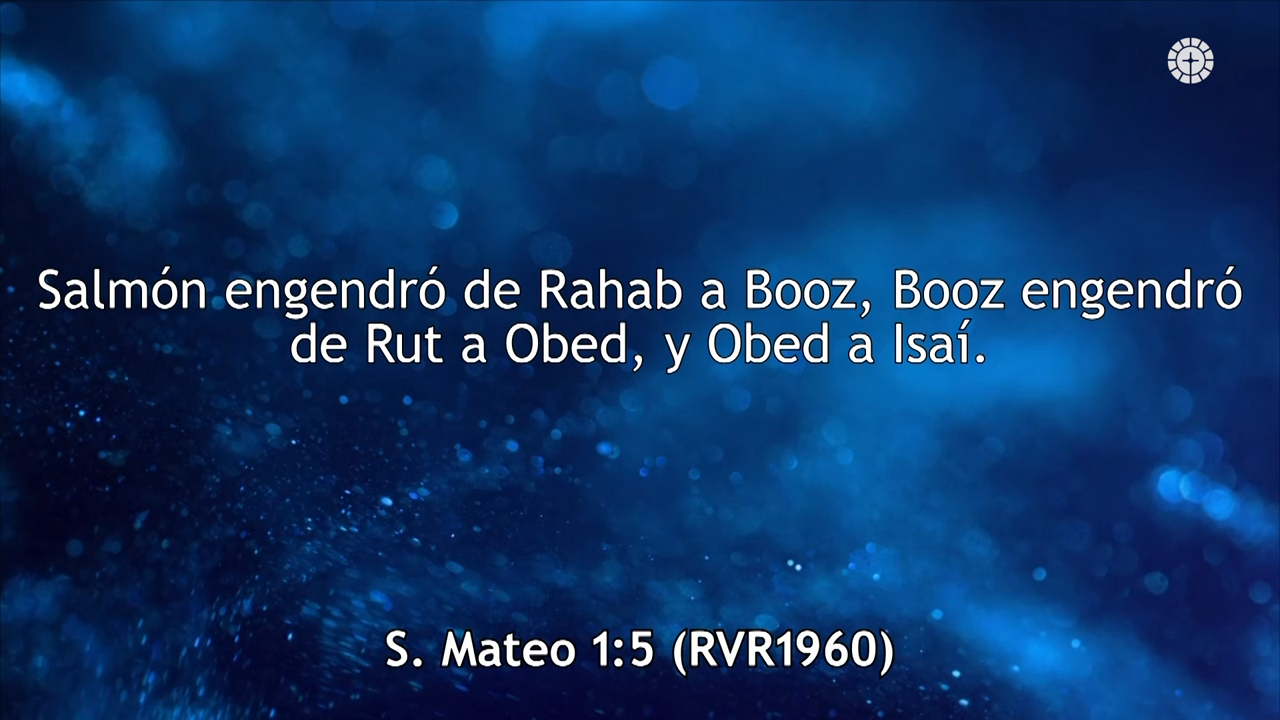 Salmón engendró de Rahab a Booz, Booz engendró
de Rut a Obed, y Obed a Isaí.
S. Mateo 1:5 (RVR1960)